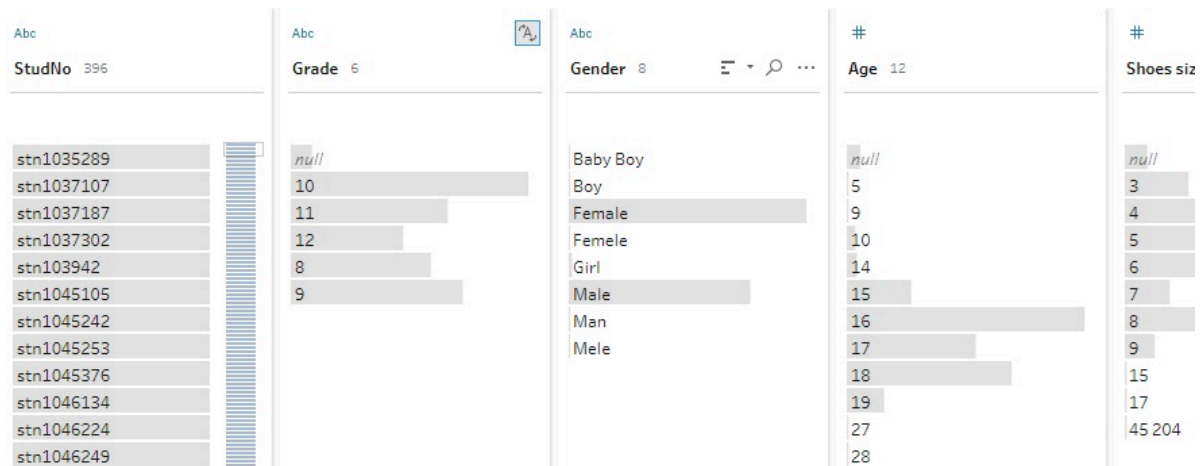 Abc
StudNo 396
stn1035289
stn1037107
stn1037187
stn1037302
stn103942
stn1045105
stn1045242
stn1045253
stn1045376
stn1046134
stn1046224
stn1046249
Abc
Grade 6
null
10
11
12
8
9
Abc
Gender 8
Baby Boy
Boy
Female
Femele
Girl
Male
Man
Mele
#
Age 12
null
5
9
10
14
15
16
17
18
19
27
28
#
Shoes siz
null
3
4
5
6
7
8
9
15
17
45 204